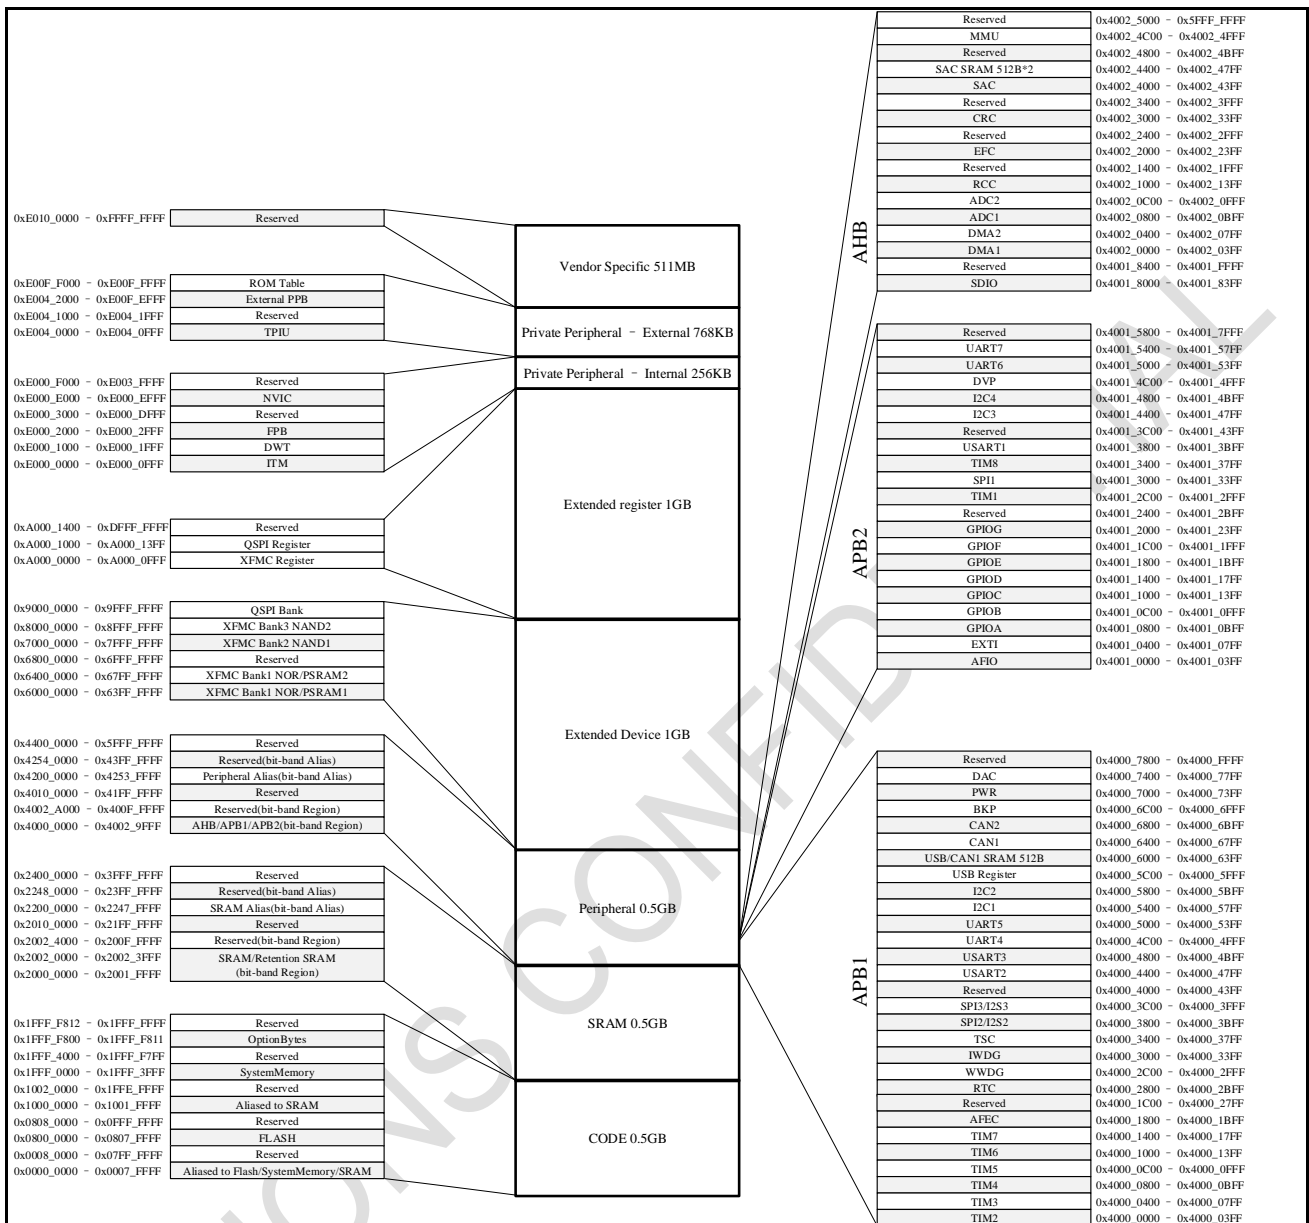 0xE010_0000 - 0xFFFF_FFFF Reserved
0xE00F_F000 - 0xE00F_FFFF ROM Table
0xE004_2000 - 0xE00F_EFFF External PPB
0xE004_1000 - 0xE004_1FFF Reserved
0xE004_0000 - 0xE004_0FFF TPIU
0xE000_F000 - 0xE003_FFFF Reserved
0xE000_E000 - 0xE000_EFFF NVIC
0xE000_3000 - 0xE000_DFFF Reserved
0xE000_2000 - 0xE000_2FFF FPB
0xE000_1000 - 0xE000_1FFF DWT
0xE000_0000 - 0xE000_0FFF ITM
0xA000_1400 - 0xDFFF_FFFF Reserved
0xA000_1000 - 0xA000_13FF QSPI Register
0xA000_0000 - 0xA000_0FFF XFMC Register
0x9000_0000 - 0x9FFF_FFFF QSPI Bank
0x8000_0000 - 0x8FFF_FFFF XFMC Bank3 NAND2
0x7000_0000 - 0x7FFF_FFFF XFMC Bank2 NAND1
0x6800_0000 - 0x6FFF_FFFF Reserved
0x6400_0000 - 0x67FF_FFFF XFMC Bank1 NOR/PSRAM2
0x6000_0000 - 0x63FF_FFFF XFMC Bank1 NOR/PSRAM1
0x4400_0000 - 0x5FFF_FFFF Reserved
0x4254_0000 - 0x43FF_FFFF Reserved(bit-band Alias)
0x4200_0000 - 0x4253_FFFF Peripheral Alias(bit-band Alias)
0x4010_0000 - 0x41FF_FFFF Reserved
0x4002_A000 - 0x400F_FFFF Reserved(bit-band Region)
0x4000_0000 - 0x4002_9FFF AHB/APB1/APB2(bit-band Region)
0x2400_0000 - 0x3FFF_FFFF Reserved
0x2248_0000 - 0x23FF_FFFF Reserved(bit-band Alias)
0x2200_0000 - 0x2247_FFFF SRAM Alias(bit-band Alias)
0x2010_0000 - 0x21FF_FFFF Reserved
0x2002_4000 - 0x200F_FFFF Reserved(bit-band Region)
0x2002_0000 - 0x2002_3FFF SRAM/Retention SRAM
0x2000_0000 - 0x2001_FFFF (bit-band Region)
0x1FFF_F812 - 0x1FFF_FFFF Reserved
0x1FFF_F800 - 0x1FFF_F811 OptionBytes
0x1FFF_4000 - 0x1FFF_F7FF Reserved
0x1FFF_0000 - 0x1FFF_3FFF SystemMemory
0x1002_0000 - 0x1FFE_FFFF Reserved
0x1000_0000 - 0x1001_FFFF Aliased to SRAM
0x0808_0000 - 0x0FFF_FFFF Reserved
0x0800_0000 - 0x0807_FFFF FLASH
0x0008_0000 - 0x07FF_FFFF Reserved
0x0000_0000 - 0x0007_FFFF Aliased to Flash/SystemMemory/SRAM
Vendor Specific 511MB
Private Peripheral - External 768KB
Private Peripheral - Internal 256KB
Extended register 1GB
Extended Device 1GB
Peripheral 0.5GB
SRAM 0.5GB
CODE 0.5GB
AHB
Reserved 0x4002_5000 - 0x5FFF_FFFF
MMU 0x4002_4C00 - 0x4002_4FFF
Reserved 0x4002_4800 - 0x4002_4BFF
SAC SRAM 512B*2 0x4002_4400 - 0x4002_47FF
SAC 0x4002_4000 - 0x4002_43FF
Reserved 0x4002_3400 - 0x4002_3FFF
CRC 0x4002_3000 - 0x4002_33FF
Reserved 0x4002_2400 - 0x4002_2FFF
EFC 0x4002_2000 - 0x4002_23FF
Reserved 0x4002_1400 - 0x4002_1FFF
RCC 0x4002_1000 - 0x4002_13FF
ADC2 0x4002_0C00 - 0x4002_0FFF
ADC1 0x4002_0800 - 0x4002_0BFF
DMA2 0x4002_0400 - 0x4002_07FF
DMA1 0x4002_0000 - 0x4002_03FF
Reserved 0x4001_8400 - 0x4001_FFFF
SDIO 0x4001_8000 - 0x4001_83FF
APB2
Reserved 0x4001_5800 - 0x4001_7FFF
UART7 0x4001_5400 - 0x4001_57FF
UART6 0x4001_5000 - 0x4001_53FF
DVP 0x4001_4C00 - 0x4001_4FFF
I2C4 0x4001_4800 - 0x4001_4BFF
I2C3 0x4001_4400 - 0x4001_47FF
Reserved 0x4001_3C00 - 0x4001_43FF
USART1 0x4001_3800 - 0x4001_3BFF
TIM8 0x4001_3400 - 0x4001_37FF
SPI1 0x4001_3000 - 0x4001_33FF
TIM1 0x4001_2C00 - 0x4001_2FFF
Reserved 0x4001_2400 - 0x4001_2BFF
GPIOG 0x4001_2000 - 0x4001_23FF
GPIOF 0x4001_1C00 - 0x4001_1FFF
GPIOE 0x4001_1800 - 0x4001_1BFF
GPIOD 0x4001_1400 - 0x4001_17FF
GPIOC 0x4001_1000 - 0x4001_13FF
GPIOB 0x4001_0C00 - 0x4001_0FFF
GPIOA 0x4001_0800 - 0x4001_0BFF
EXTI 0x4001_0400 - 0x4001_07FF
AFIO 0x4001_0000 - 0x4001_03FF
APB1
Reserved 0x4000_7800 - 0x4000_FFFF
DAC 0x4000_7400 - 0x4000_77FF
PWR 0x4000_7000 - 0x4000_73FF
BKP 0x4000_6C00 - 0x4000_6FFF
CAN2 0x4000_6800 - 0x4000_6BFF
CAN1 0x4000_6400 - 0x4000_67FF
USB/CAN1 SRAM 512B 0x4000_6000 - 0x4000_63FF
USB Register 0x4000_5C00 - 0x4000_5FFF
I2C2 0x4000_5800 - 0x4000_5BFF
I2C1 0x4000_5400 - 0x4000_57FF
UART5 0x4000_5000 - 0x4000_53FF
UART4 0x4000_4C00 - 0x4000_4FFF
USART3 0x4000_4800 - 0x4000_4BFF
USART2 0x4000_4400 - 0x4000_47FF
Reserved 0x4000_4000 - 0x4000_43FF
SPI3/I2S3 0x4000_3C00 - 0x4000_3FFF
SPI2/I2S2 0x4000_3800 - 0x4000_3BFF
TSC 0x4000_3400 - 0x4000_37FF
IWDG 0x4000_3000 - 0x4000_33FF
WWDG 0x4000_2C00 - 0x4000_2FFF
RTC 0x4000_2800 - 0x4000_2BFF
Reserved 0x4000_1C00 - 0x4000_27FF
AFEC 0x4000_1800 - 0x4000_1BFF
TIM7 0x4000_1400 - 0x4000_17FF
TIM6 0x4000_1000 - 0x4000_13FF
TIM5 0x4000_0C00 - 0x4000_0FFF
TIM4 0x4000_0800 - 0x4000_0BFF
TIM3 0x4000_0400 - 0x4000_07FF
TIM2 0x4000_0000 - 0x4000_03FF